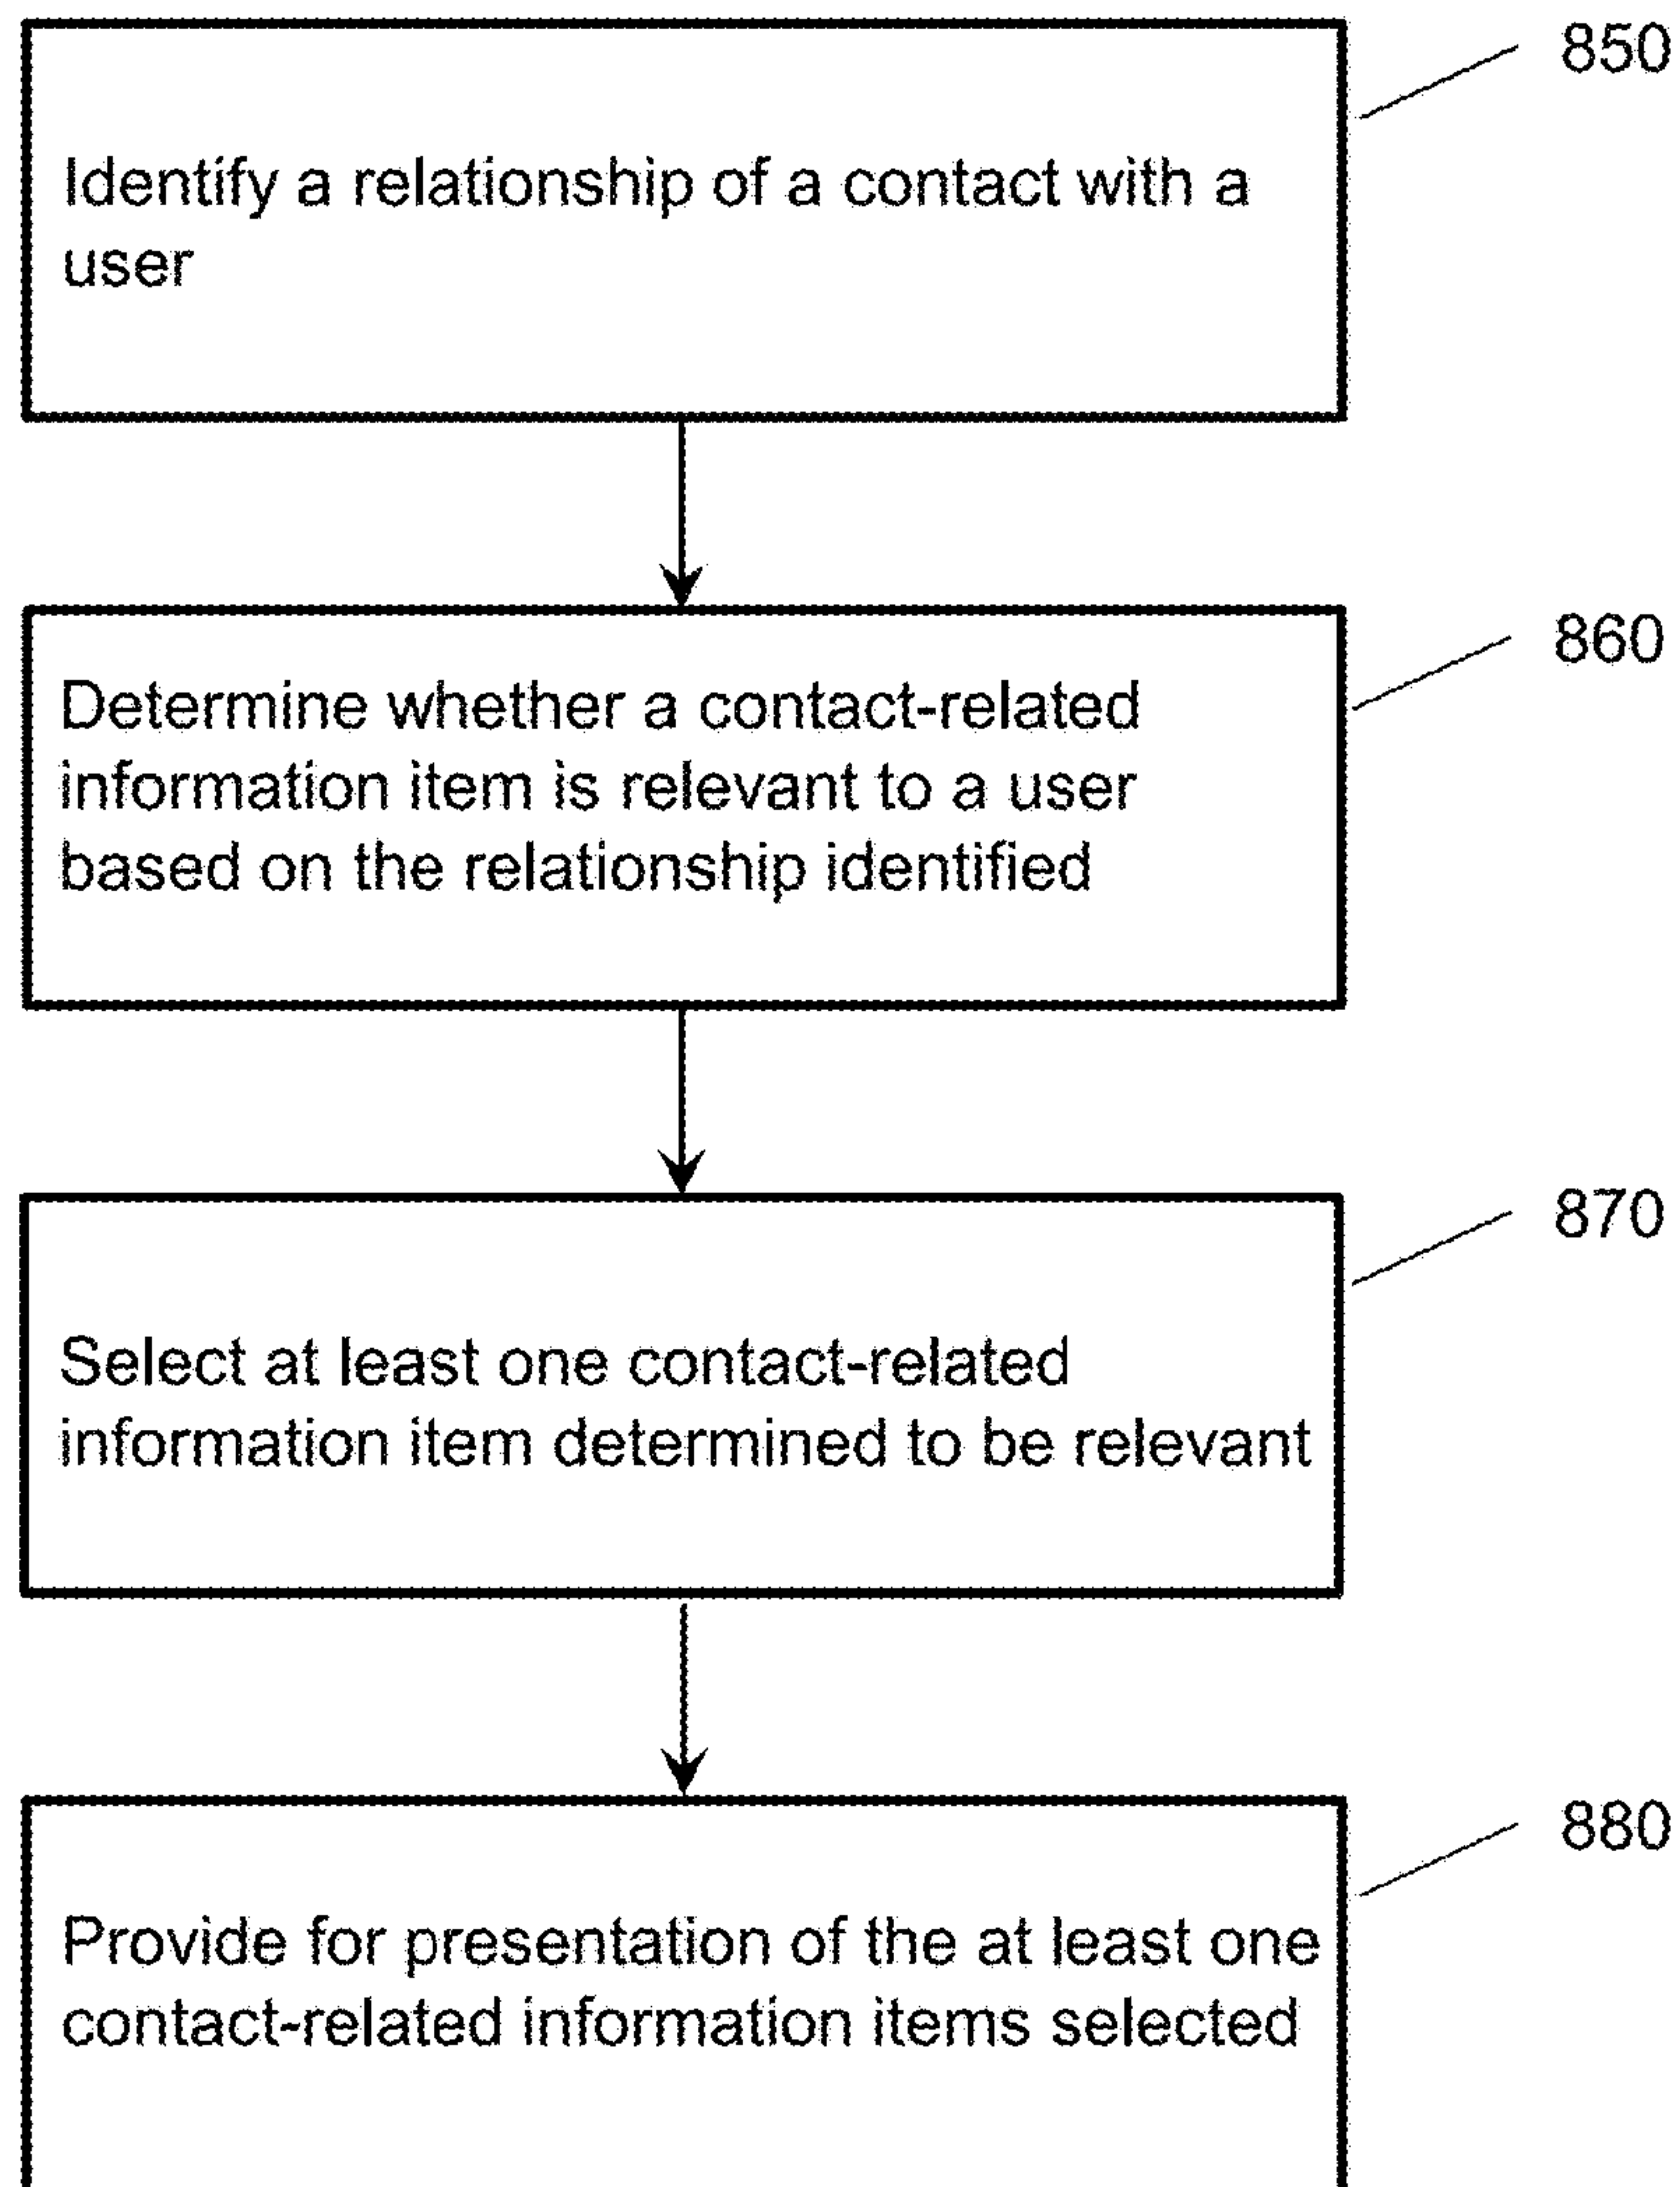 850
Identify a relationship of a contact with a
user
860
Determine whether a contact-related
information item is relevant to a user
based on the relationship identified
870
Select at least one contact-related
information item determined to be relevant
880
Provide for presentation of the at least one
contact-related information items selected